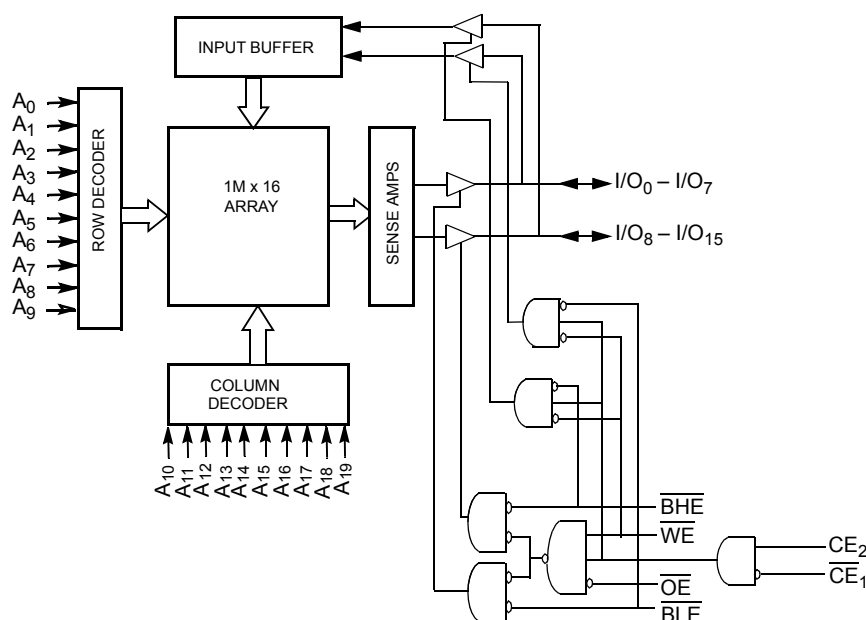 INPUT BUFFER
A0
A1
A2
A3
A4
A5
A6
A7
A8
A9
ROW DECODER
1M x 16
ARRAY
SENSE AMPS
I/O0 – I/O7
I/O8 – I/O15
COLUMN
DECODER
A10
A11
A12
A13
A14
A15
A16
A17
A18
A19
BHE
WE
CE2
CE1
OE
BLE